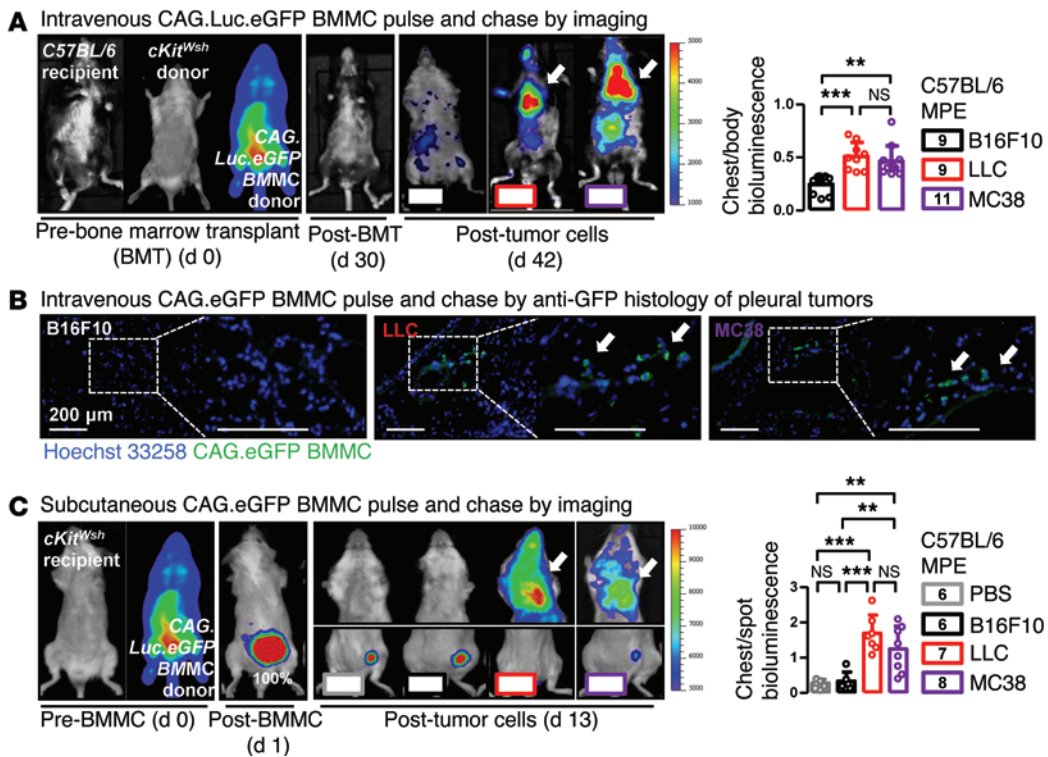 A Intravenous CAG.Luc.eGFP BMMC pulse and chase by imaging
C57BL/6
recipient
cKitWsh
donor
CAG.
Luc.eGFP
BMMC
donor
5000
4000
3000
2000
1000
Pre-bone marrow transplant
(BMT) (d 0)
Post-BMT
(d 30)
Post-tumor cells
(d 42)
Chest/body
bioluminescence
1.0
0.5
0.0
**
***
NS
C57BL/6
MPE
9 B16F10
9 LLC
11 MC38
B Intravenous CAG.eGFP BMMC pulse and chase by anti-GFP histology of pleural tumors
B16F10
200 μm
LLC
MC38
Hoechst 33258 CAG.eGFP BMMC
C Subcutaneous CAG.eGFP BMMC pulse and chase by imaging
cKitWsh
recipient
CAG.
Luc.eGFP
BMMC
donor
100%
10000
9000
8000
7000
6000
5000
Pre-BMMC (d 0)
Post-BMMC
(d 1)
Post-tumor cells (d 13)
Chest/spot
bioluminescence
3
2
1
0
**
**
***
NS
***
NS
C57BL/6
MPE
6 PBS
6 B16F10
7 LLC
8 MC38